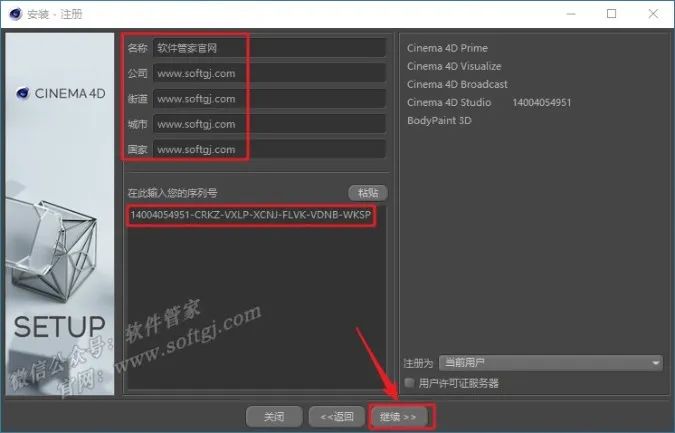 安装 - 注册
CINEMA 4D
SETUP
名称 软件管家官网
公司 www.softgj.com
街道 www.softgj.com
城市 www.softgj.com
国家 www.softgj.com
在此输入您的序列号 粘贴
14004054951-CRKZ-VXLP-XCNJ-FLVK-VDNB-WKSP
Cinema 4D Prime
Cinema 4D Visualize
Cinema 4D Broadcast
Cinema 4D Studio 14004054951
BodyPaint 3D
注册为 当前用户
用户许可证服务器
微信公众号：软件管家
官网：www.softgj.com
关闭 <<返回 继续 >>